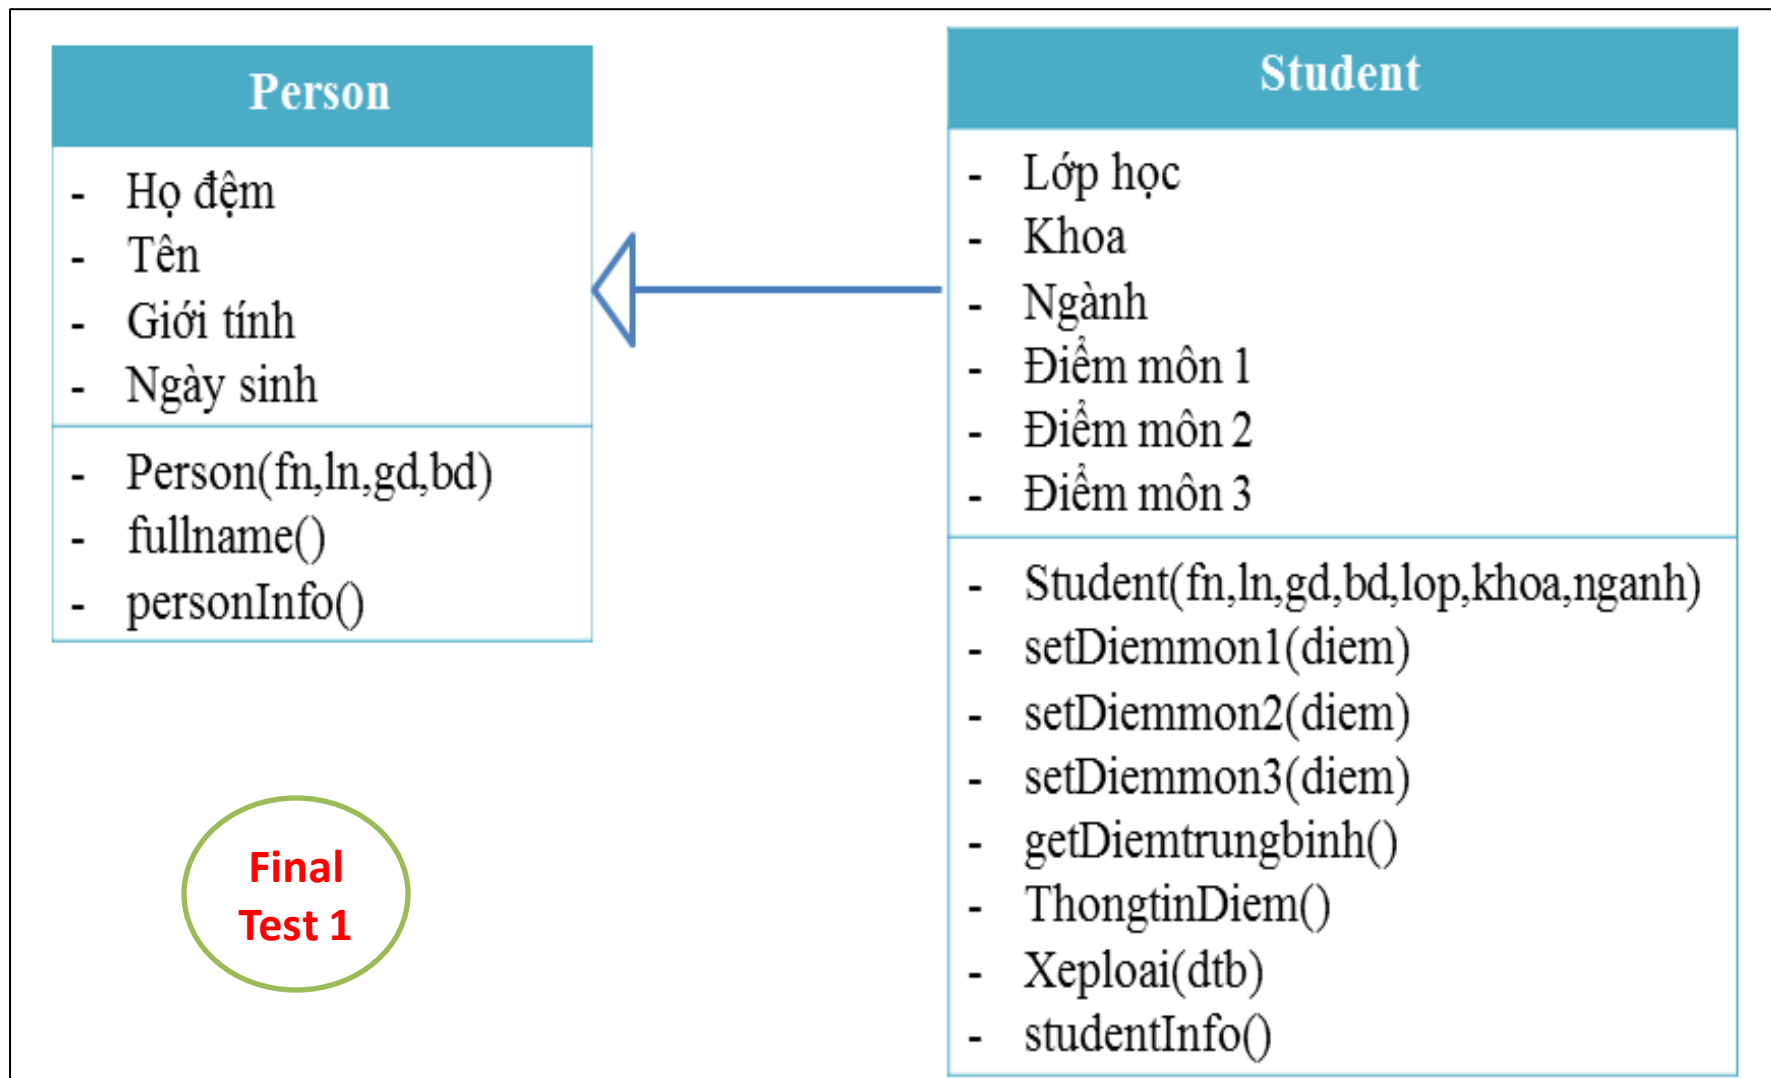 Person
- Họ đệm
- Tên
- Giới tính
- Ngày sinh
- Person(fn,ln,gd,bd)
- fullname()
- personInfo()
Student
- Lớp học
- Khoa
- Ngành
- Điểm môn 1
- Điểm môn 2
- Điểm môn 3
- Student(fn,ln,gd,bd,lop,khoa,nganh)
- setDiemmon1(diem)
- setDiemmon2(diem)
- setDiemmon3(diem)
- getDiemtrungbinh()
- ThongtinDiem()
- Xeploai(dtb)
- studentInfo()
Final
Test 1